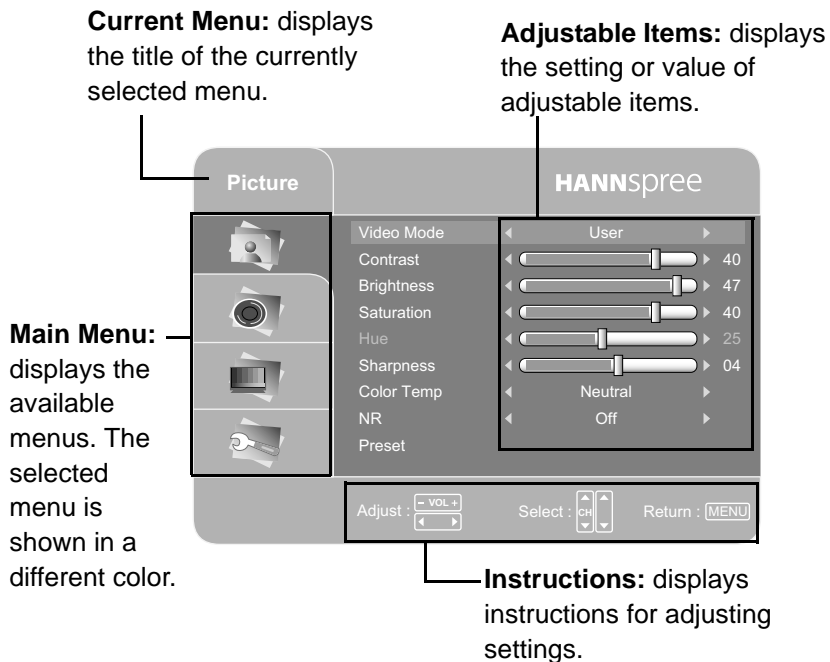 Current Menu: displays
the title of the currently
selected menu.
Adjustable Items: displays
the setting or value of
adjustable items.
Picture
HANNspree
Video Mode User
Contrast 40
Brightness 47
Saturation 40
Hue 25
Sharpness 04
Color Temp Neutral
NR Off
Preset
Main Menu:
displays the
available
menus. The
selected
menu is
shown in a
different color.
Adjust : - VOL + Select : CH Return : MENU
Instructions: displays
instructions for adjusting
settings.